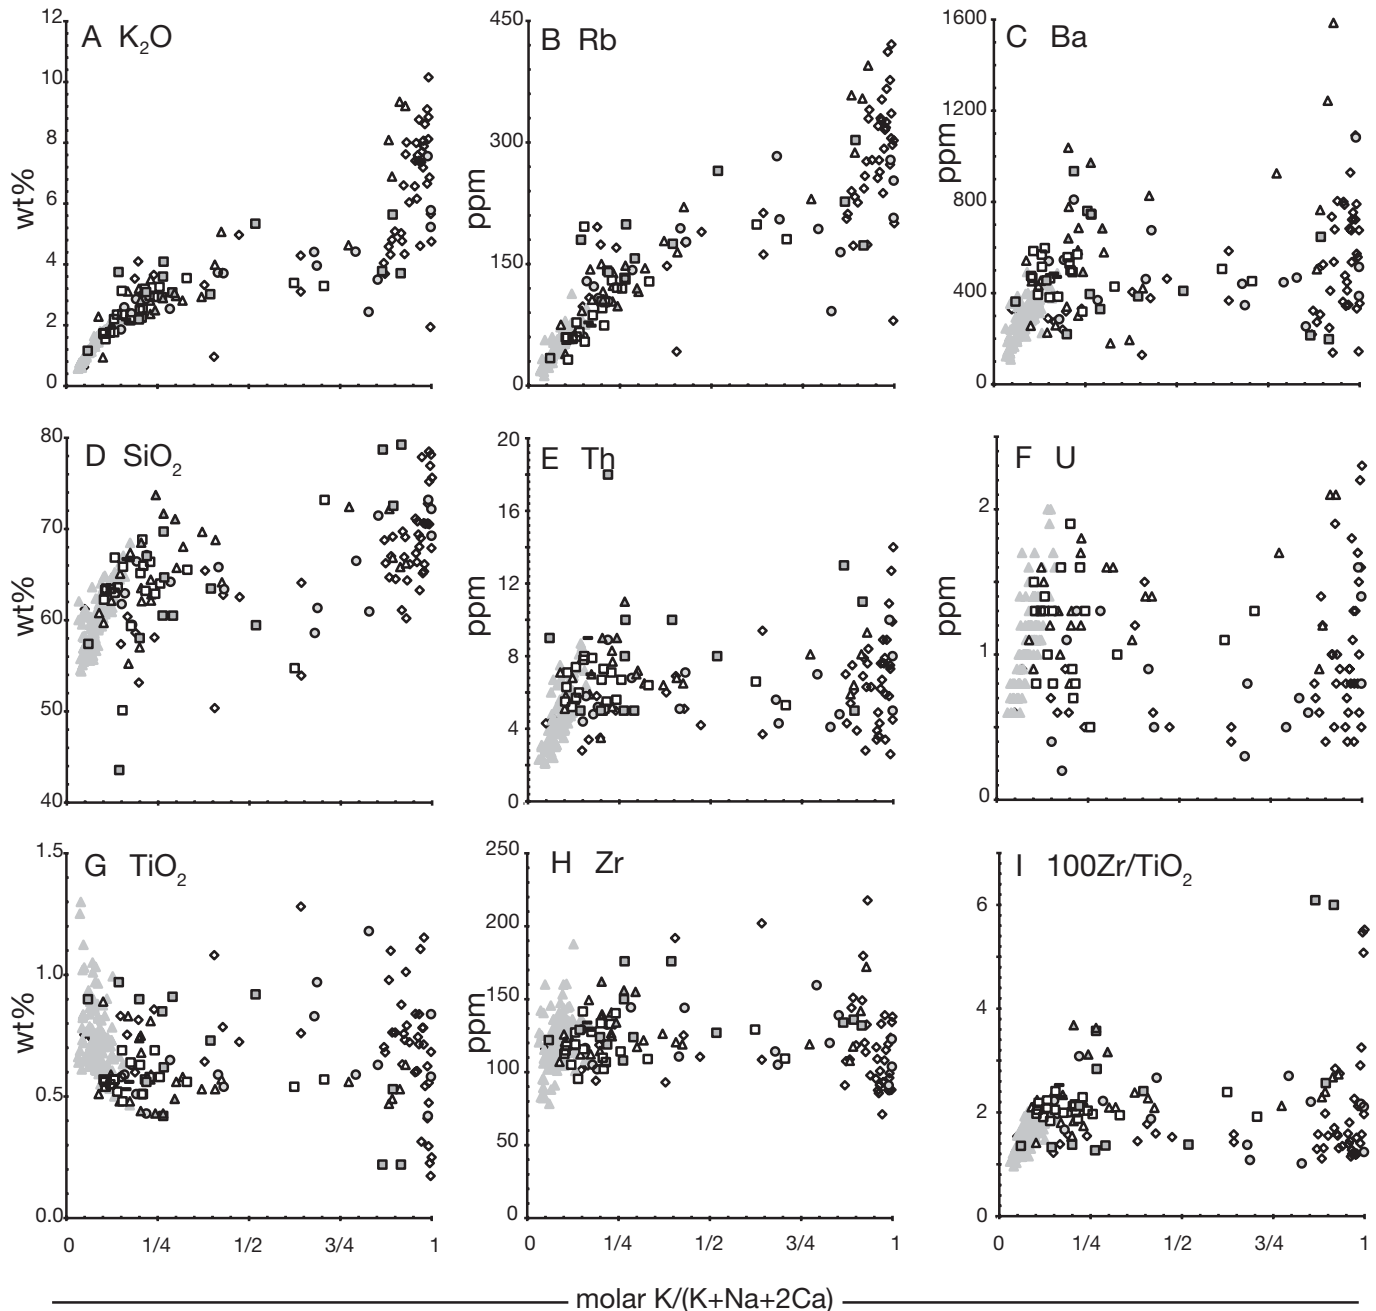 A K₂O
12
10
8
6
4
2
0
wt%
B Rb
450
300
150
0
ppm
C Ba
1600
1200
800
400
0
ppm
D SiO₂
80
70
60
50
40
wt%
E Th
20
16
12
8
4
0
ppm
F U
2
1
0
ppm
G TiO₂
1.5
1.0
0.5
0.0
wt%
0 1/4 1/2 3/4 1
H Zr
250
200
150
100
50
0
ppm
0 1/4 1/2 3/4 1
I 100Zr/TiO₂
6
4
2
0
0 1/4 1/2 3/4 1
molar K/(K+Na+2Ca)